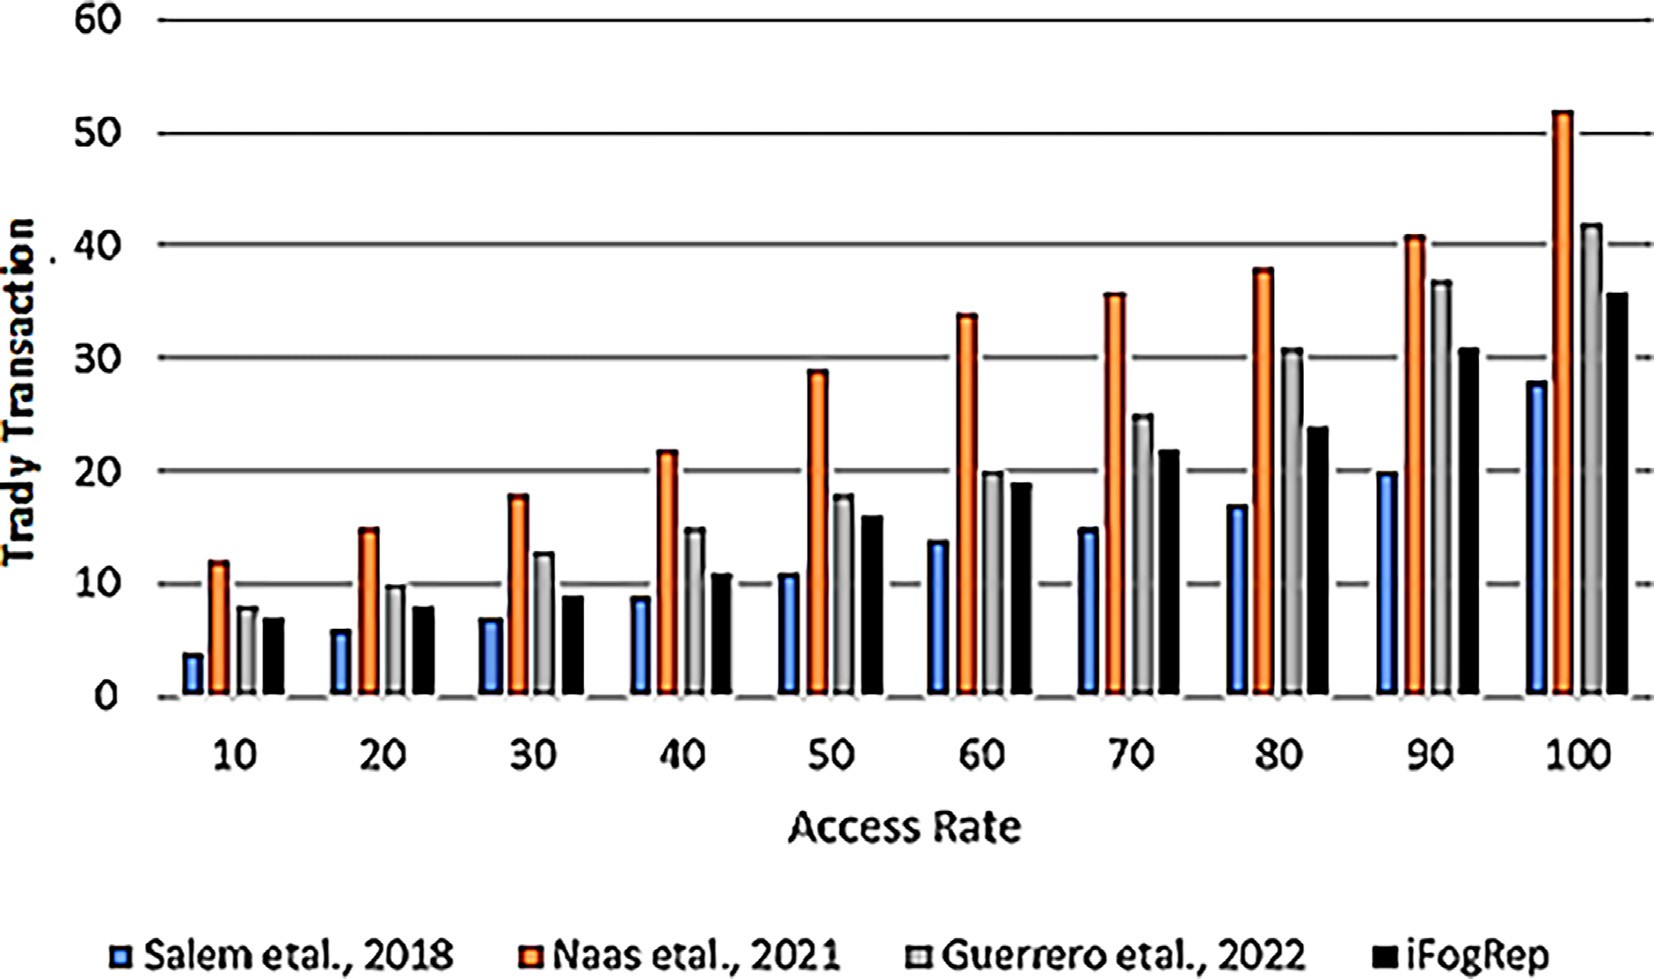 60
50
40
30
20
10
0
Trady Transaction
10 20 30 40 50 60 70 80 90 100
Access Rate
Salem etal., 2018 Naas etal., 2021 Guerrero etal., 2022 iFogRep